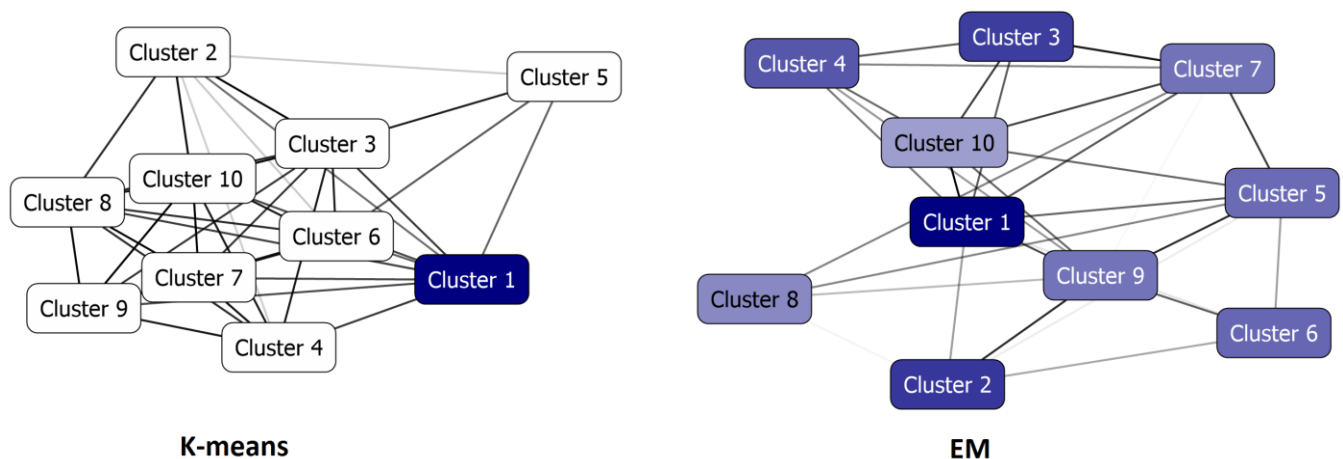 Cluster 2
Cluster 5
Cluster 3
Cluster 10
Cluster 8
Cluster 6
Cluster 7
Cluster 1
Cluster 9
Cluster 4
K-means
Cluster 3
Cluster 4
Cluster 7
Cluster 10
Cluster 5
Cluster 1
Cluster 9
Cluster 8
Cluster 6
Cluster 2
EM